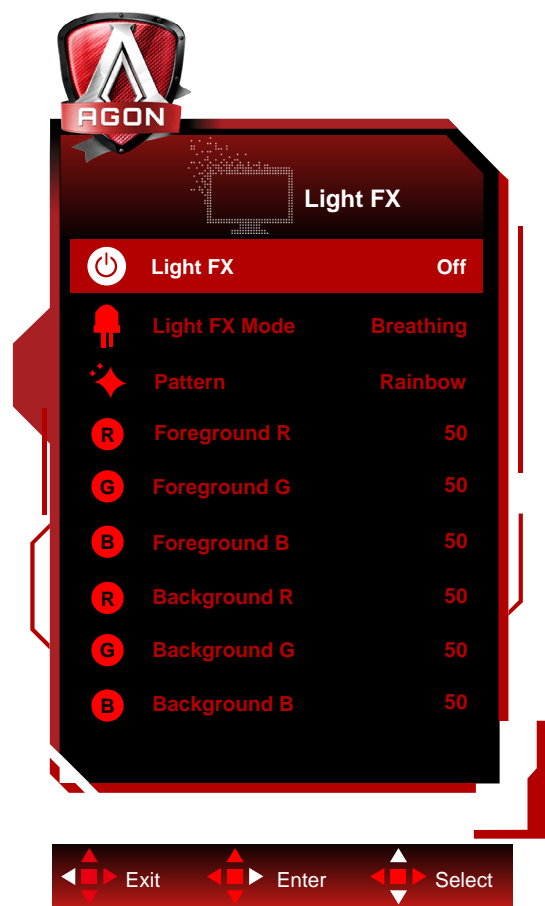 AGON
Light FX
Light FX Off
Light FX Mode Breathing
Pattern Rainbow
R Foreground R 50
G Foreground G 50
B Foreground B 50
R Background R 50
G Background G 50
B Background B 50
Exit Enter Select